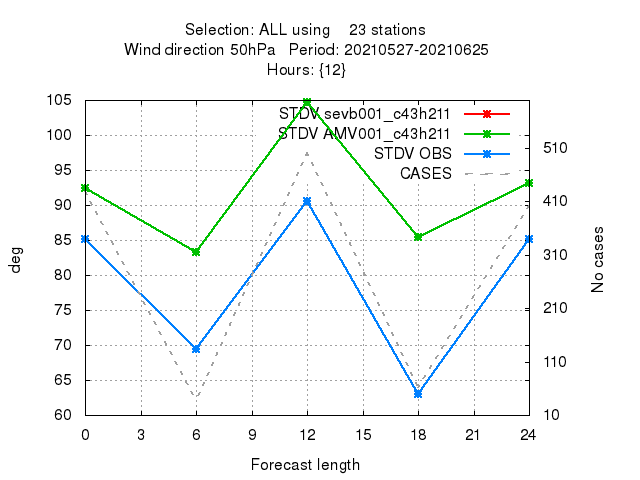 Selection: ALL using 23 stations
Wind direction 50hPa Period: 20210527-20210625
Hours: {12}
STDV sevb001_c43h211
STDV AMV001_c43h211
STDV OBS
CASES
105
100
95
90
85
80
75
70
65
60
deg
510
410
310
210
110
10
No cases
0 3 6 9 12 15 18 21 24
Forecast length